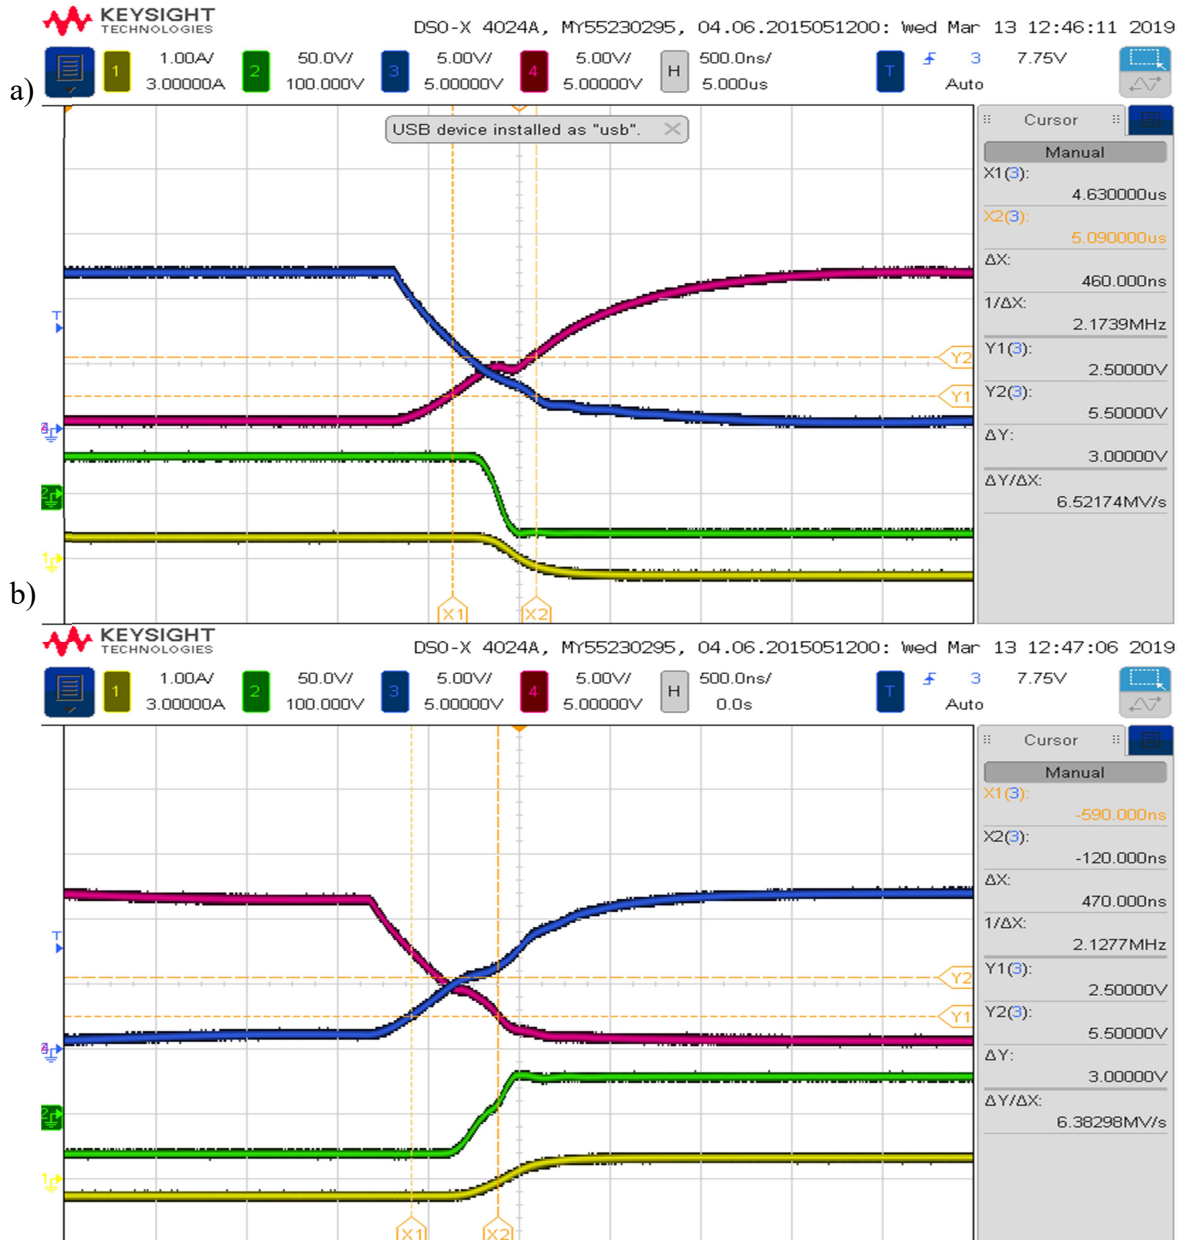 a)
KEYSIGHT
TECHNOLOGIES
DSO-X 4024A, MY55230295, 04.06.2015051200: Wed Mar 13 12:46:11 2019
1 1.00A/ 2 50.0V/ 3 5.00V/ 4 5.00V/ H 500.0ns/ T 3 7.75V
3.00000A 100.000V 5.00000V 5.00000V 5.000us Auto
USB device installed as "usb".
Cursor
Manual
X1(3):
4.630000us
X2(3):
5.090000us
ΔX:
460.000ns
1/ΔX:
2.1739MHz
Y1(3):
2.50000V
Y2(3):
5.50000V
ΔY:
3.00000V
ΔY/ΔX:
6.52174MV/s
T
Y2
Y1
2
1
X1 X2
b)
KEYSIGHT
TECHNOLOGIES
DSO-X 4024A, MY55230295, 04.06.2015051200: Wed Mar 13 12:47:06 2019
1 1.00A/ 2 50.0V/ 3 5.00V/ 4 5.00V/ H 500.0ns/ T 3 7.75V
3.00000A 100.000V 5.00000V 5.00000V 0.0s Auto
Cursor
Manual
X1(3):
-590.000ns
X2(3):
-120.000ns
ΔX:
470.000ns
1/ΔX:
2.1277MHz
Y1(3):
2.50000V
Y2(3):
5.50000V
ΔY:
3.00000V
ΔY/ΔX:
6.38298MV/s
T
Y2
Y1
2
1
X1 X2